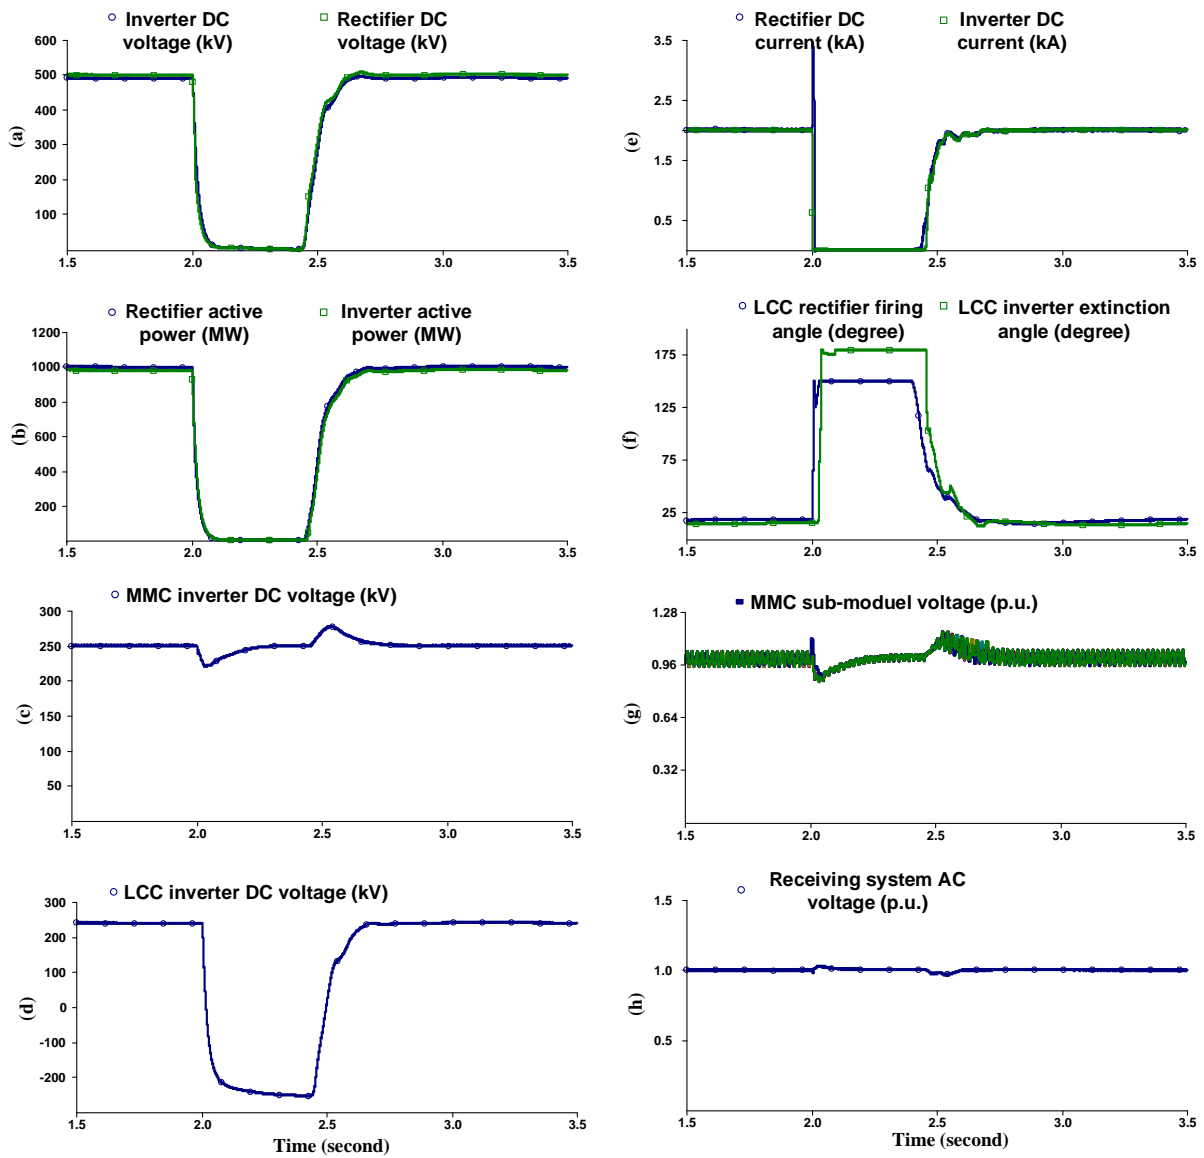 Inverter DC voltage (kV)
Rectifier DC voltage (kV)
600
500
400
300
200
100
(a)
1.5 2.0 2.5 3.0 3.5
Rectifier active power (MW)
Inverter active power (MW)
1200
1000
800
600
400
200
(b)
1.5 2.0 2.5 3.0 3.5
MMC inverter DC voltage (kV)
300
250
200
150
100
50
(c)
1.5 2.0 2.5 3.0 3.5
LCC inverter DC voltage (kV)
300
200
100
0
-100
-200
(d)
1.5 2.0 2.5 3.0 3.5
Time (second)
Rectifier DC current (kA)
Inverter DC current (kA)
3.5
2.5
1.5
0.5
(e)
1.5 2.0 2.5 3.0 3.5
LCC rectifier firing angle (degree)
LCC inverter extinction angle (degree)
175
125
75
25
(f)
1.5 2.0 2.5 3.0 3.5
MMC sub-moduel voltage (p.u.)
1.28
0.96
0.64
0.32
(g)
1.5 2.0 2.5 3.0 3.5
Receiving system AC voltage (p.u.)
1.5
1.0
0.5
(h)
1.5 2.0 2.5 3.0 3.5
Time (second)